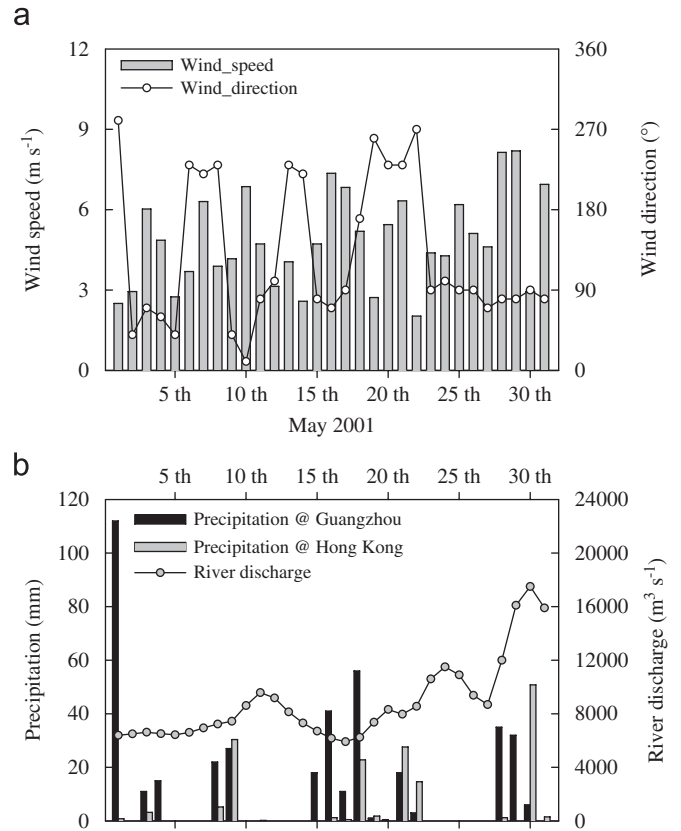 a
12
9
6
3
0
Wind speed (m s-1)
Wind_speed
Wind_direction
360
270
180
90
0
Wind direction (°)
5 th 10 th 15 th 20 th 25 th 30 th
May 2001
b
5 th 10 th 15 th 20 th 25 th 30 th
120
100
80
60
40
20
0
Precipitation (mm)
Precipitation @ Guangzhou
Precipitation @ Hong Kong
River discharge
24000
20000
16000
12000
8000
4000
0
River discharge (m3 s-1)